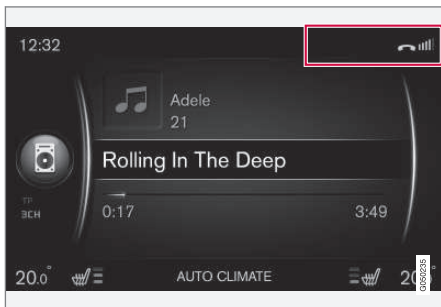 12:32
Adele
21
Rolling In The Deep
TP
3CH
0:17
3:49
20.0°
AUTO CLIMATE
20
G050235